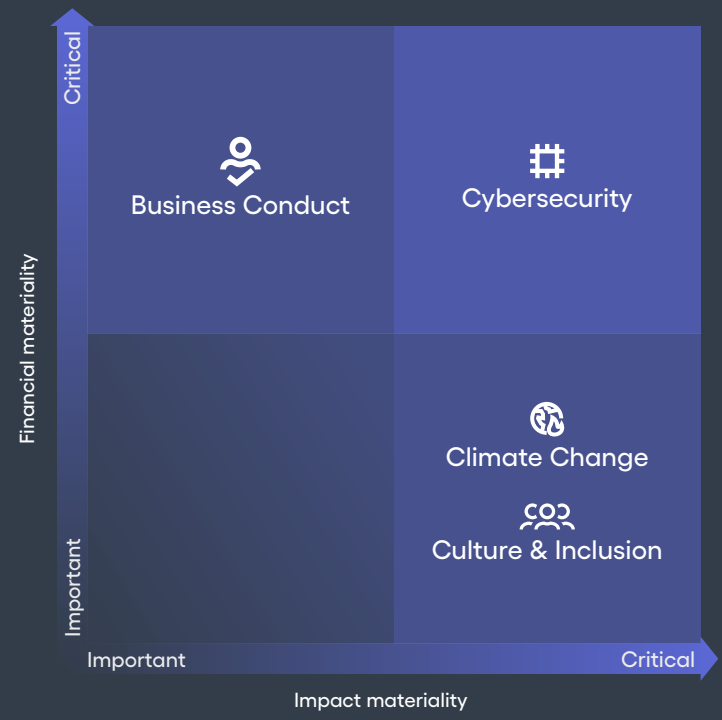 Critical
Business Conduct
Cybersecurity
Financial materiality
Climate Change
Culture & Inclusion
Important
Important
Critical
Impact materiality